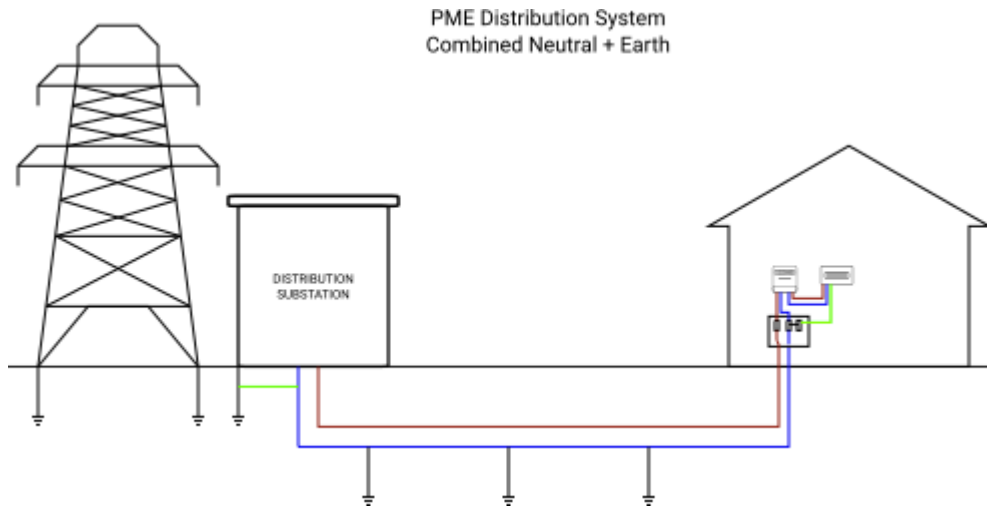 PME Distribution System
Combined Neutral + Earth
DISTRIBUTION
SUBSTATION